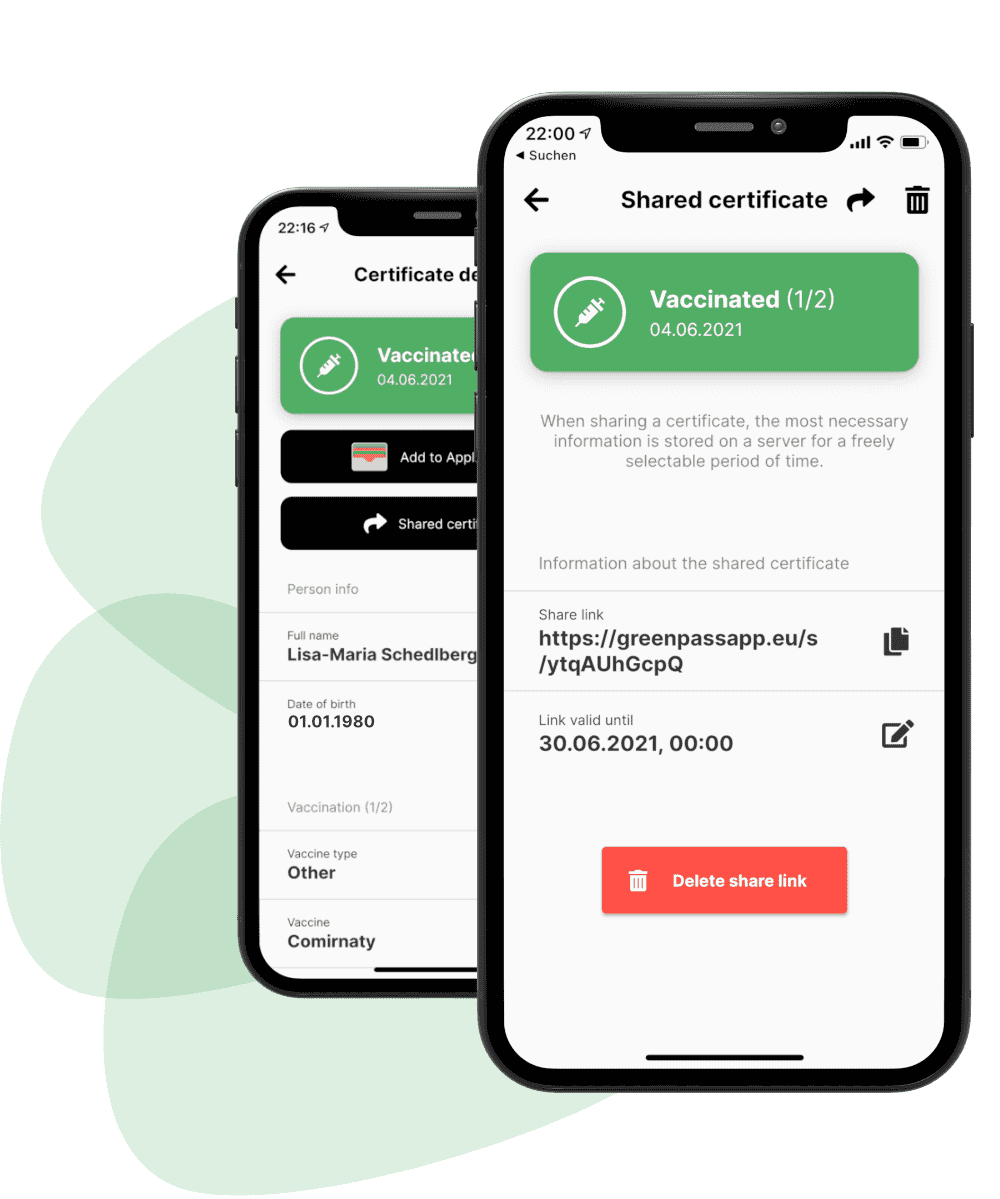 22:00
◀ Suchen
Shared certificate
Vaccinated (1/2)
04.06.2021
When sharing a certificate, the most necessary
information is stored on a server for a freely
selectable period of time.
Information about the shared certificate
Share link
https://greenpassapp.eu/s
/ytqAUhGcpQ
Link valid until
30.06.2021, 00:00
Delete share link
22:16
Certificate
Vaccinated
04.06.2021
Add to
Shared
Person info
Full name
Lisa-Maria Schedlberg
Date of birth
01.01.1980
Vaccination (1/2)
Vaccine type
Other
Vaccine
Comirnaty